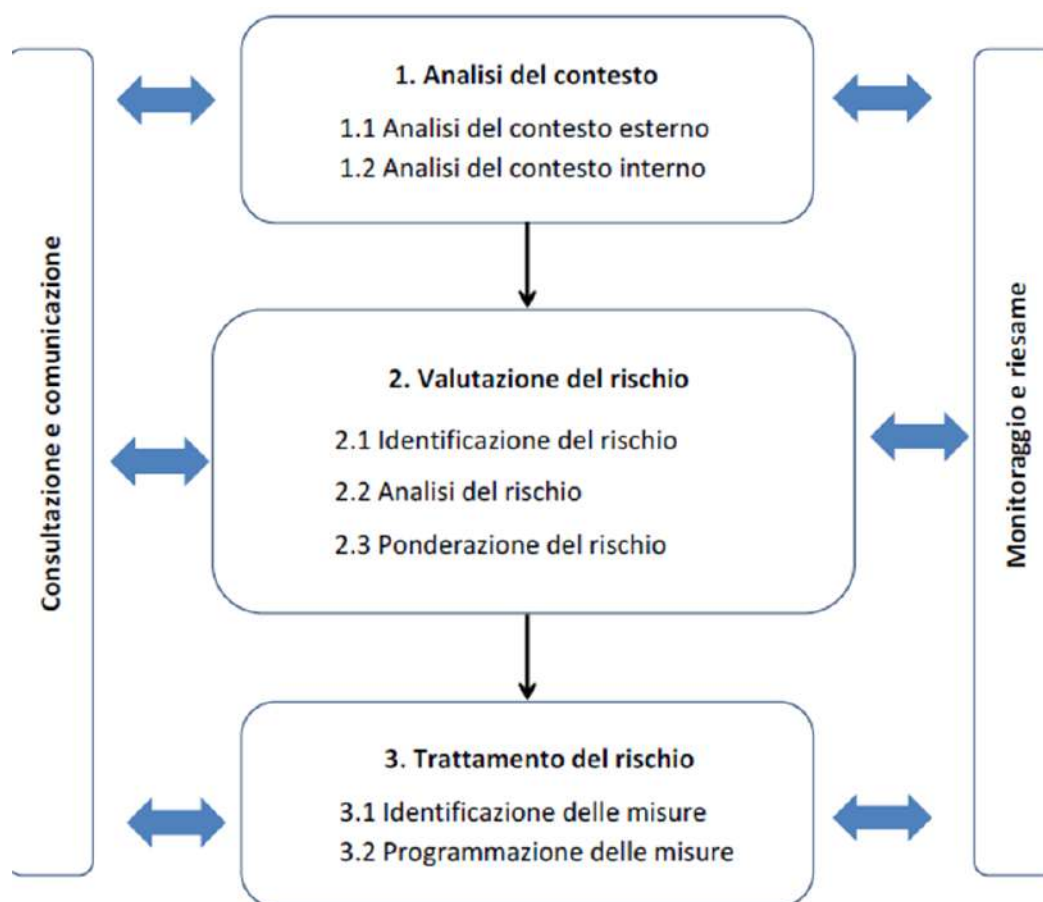 Consultazione e comunicazione
1. Analisi del contesto
1.1 Analisi del contesto esterno
1.2 Analisi del contesto interno
2. Valutazione del rischio
2.1 Identificazione del rischio
2.2 Analisi del rischio
2.3 Ponderazione del rischio
3. Trattamento del rischio
3.1 Identificazione delle misure
3.2 Programmazione delle misure
Monitoraggio e riesame